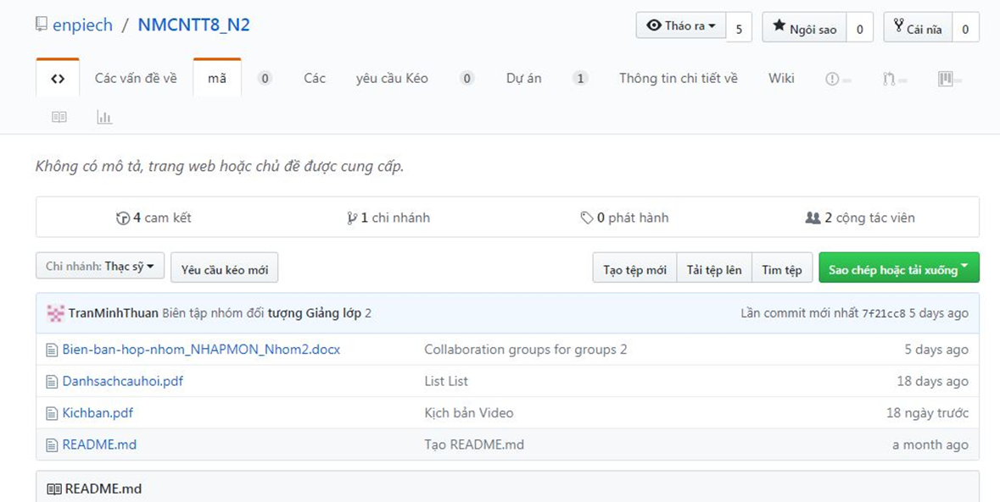 enpiech / NMCNTT8_N2 Tháo ra 5 Ngôi sao 0 Cái nĩa 0
Các vấn đề về mã 0 Các yêu cầu Kéo 0 Dự án 1 Thông tin chi tiết về Wiki
Không có mô tả, trang web hoặc chủ đề được cung cấp.
4 cam kết 1 chi nhánh 0 phát hành 2 cộng tác viên
Chi nhánh: Thạc sỹ Yêu cầu kéo mới Tạo tệp mới Tải tệp lên Tìm tệp Sao chép hoặc tải xuống
TranMinhThuan Biên tập nhóm đối tượng Giảng lớp 2 Lần commit mới nhất 7f21cc8 5 days ago
Bien-ban-hop-nhom_NHAPMON_Nhom2.docx Collaboration groups for groups 2 5 days ago
Danhsachcauhoi.pdf List List 18 days ago
Kichban.pdf Kịch bản Video 18 ngày trước
README.md Tạo README.md a month ago
README.md